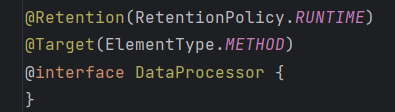 @Retention(RetentionPolicy.RUNTIME)
@Target(ElementType.METHOD)
@interface DataProcessor {
}